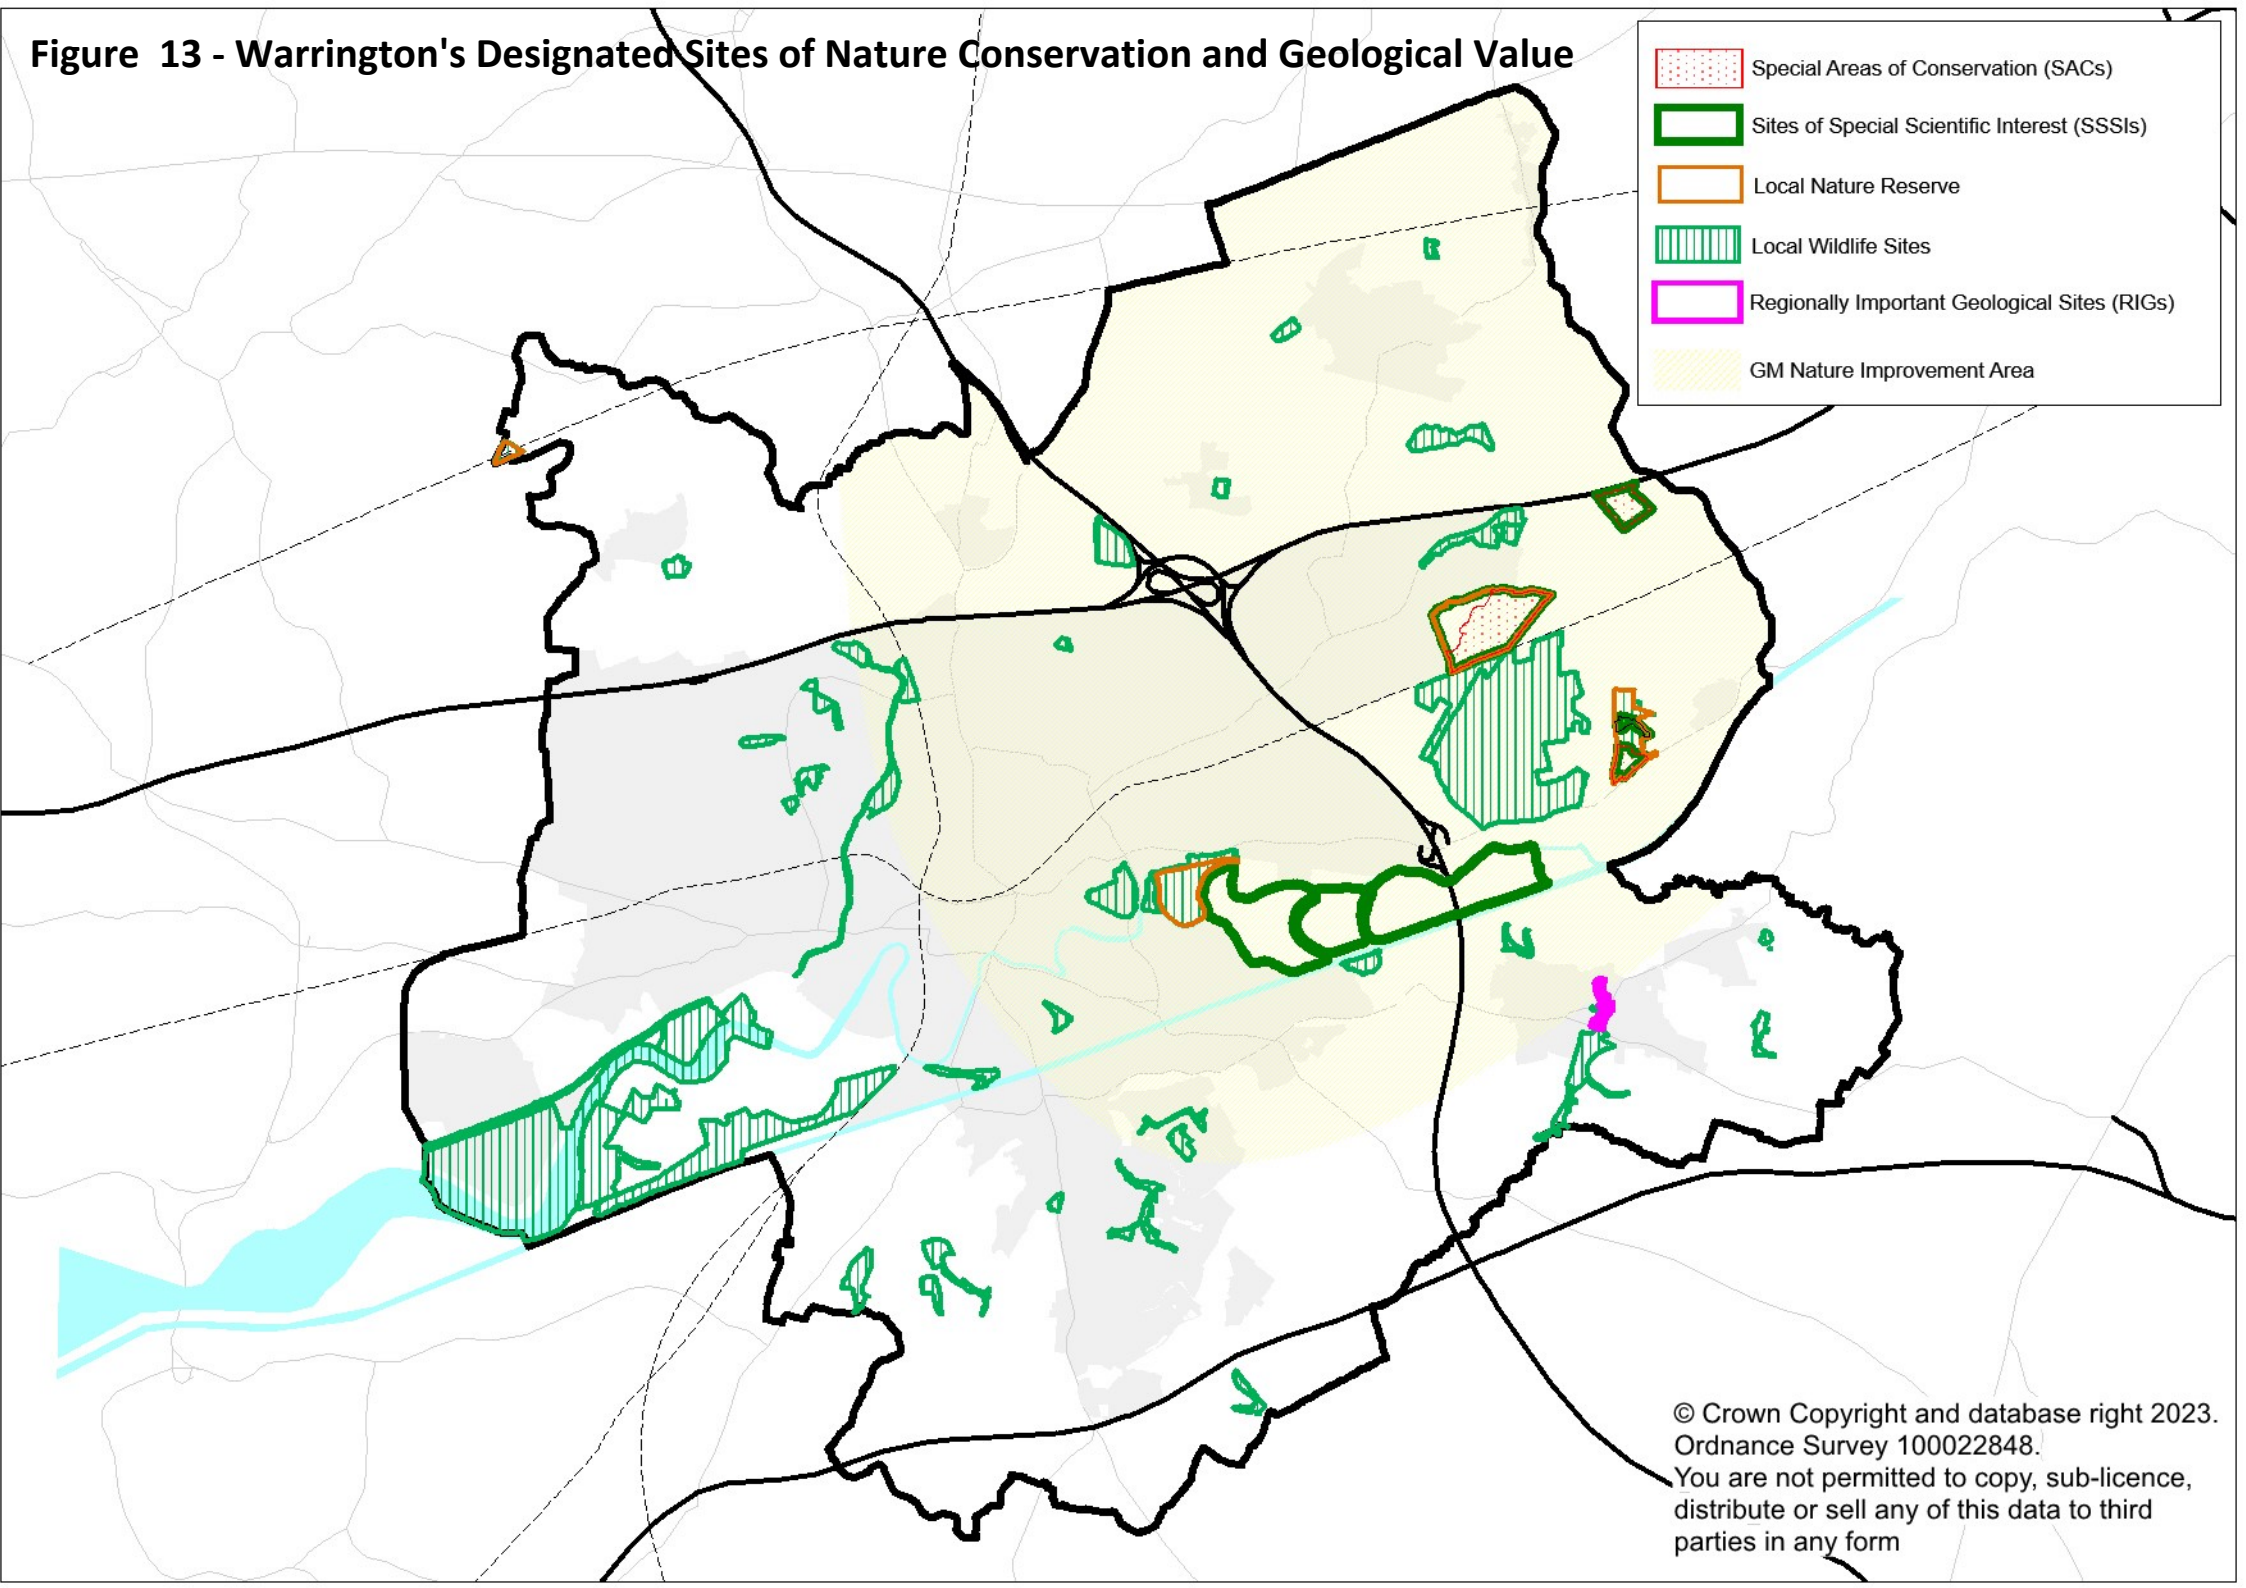 Figure 13 - Warrington's Designated Sites of Nature Conservation and Geological Value
Special Areas of Conservation (SACs)
Sites of Special Scientific Interest (SSSIs)
Local Nature Reserve
Local Wildlife Sites
Regionally Important Geological Sites (RIGs)
GM Nature Improvement Area
© Crown Copyright and database right 2023.
Ordnance Survey 100022848.
You are not permitted to copy, sub-licence,
distribute or sell any of this data to third
parties in any form